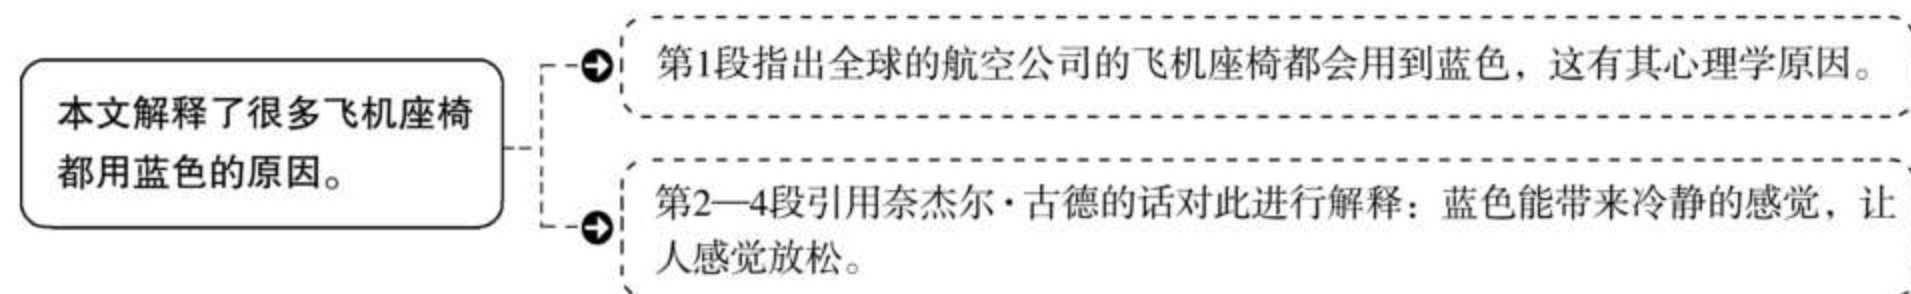 本文解释了很多飞机座椅
都用蓝色的原因。
第1段指出全球的航空公司的飞机座椅都会用到蓝色，这有其心理学原因。
第2—4段引用奈杰尔·古德的话对此进行解释：蓝色能带来冷静的感觉，让
人感觉放松。